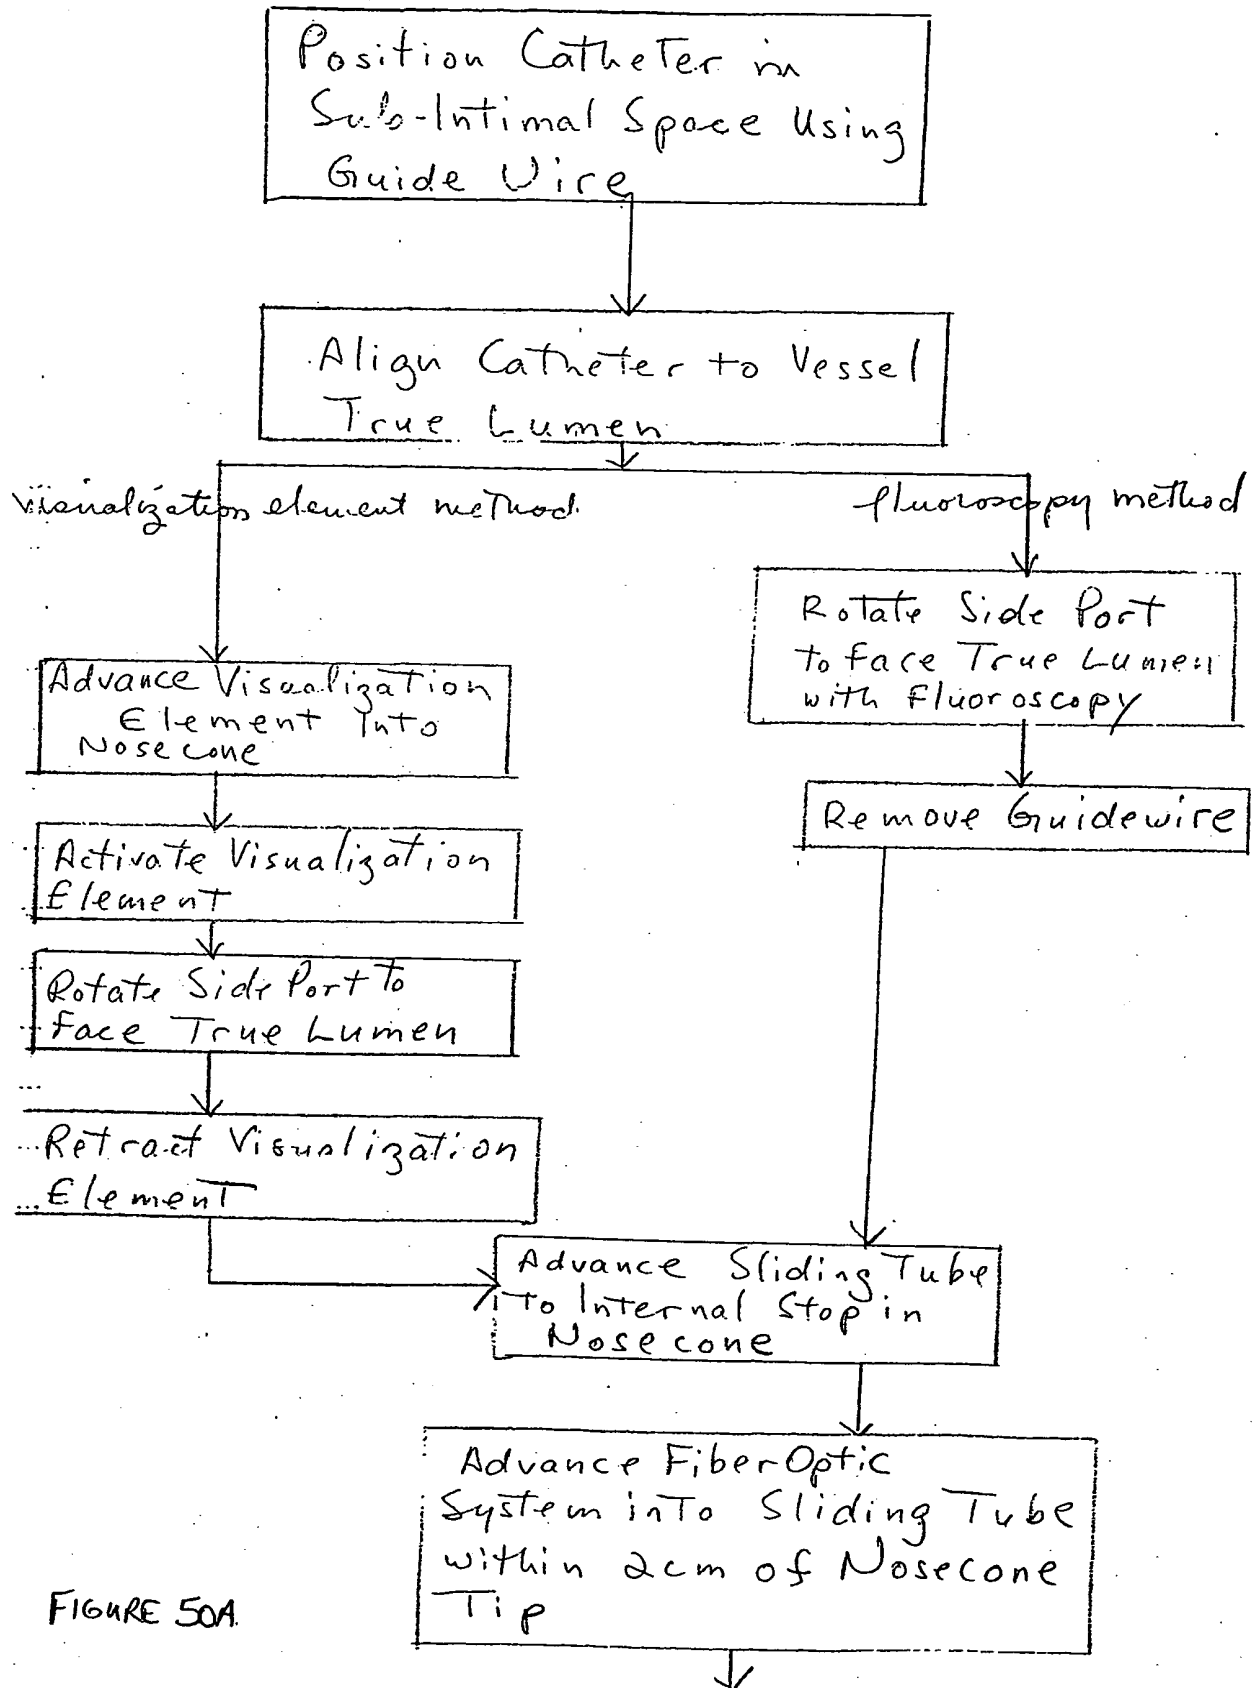 Position Catheter in
Sub-Intimal Space Using
Guide Wire
Align Catheter to Vessel
True Lumen
visualization element method.
fluoroscopy method
Rotate Side Port
to face True Lumen
with Fluoroscopy
Remove Guidewire
Advance Visualization
Element Into
Nosecone
Activate Visualization
Element
Rotate Side Port To
face True Lumen
Retract Visualization
Element
Advance Sliding Tube
To Internal Stop in
Nosecone
Advance Fiber Optic
System inTo Sliding Tube
within 2cm of Nosecone
Tip
FIGURE 50A.